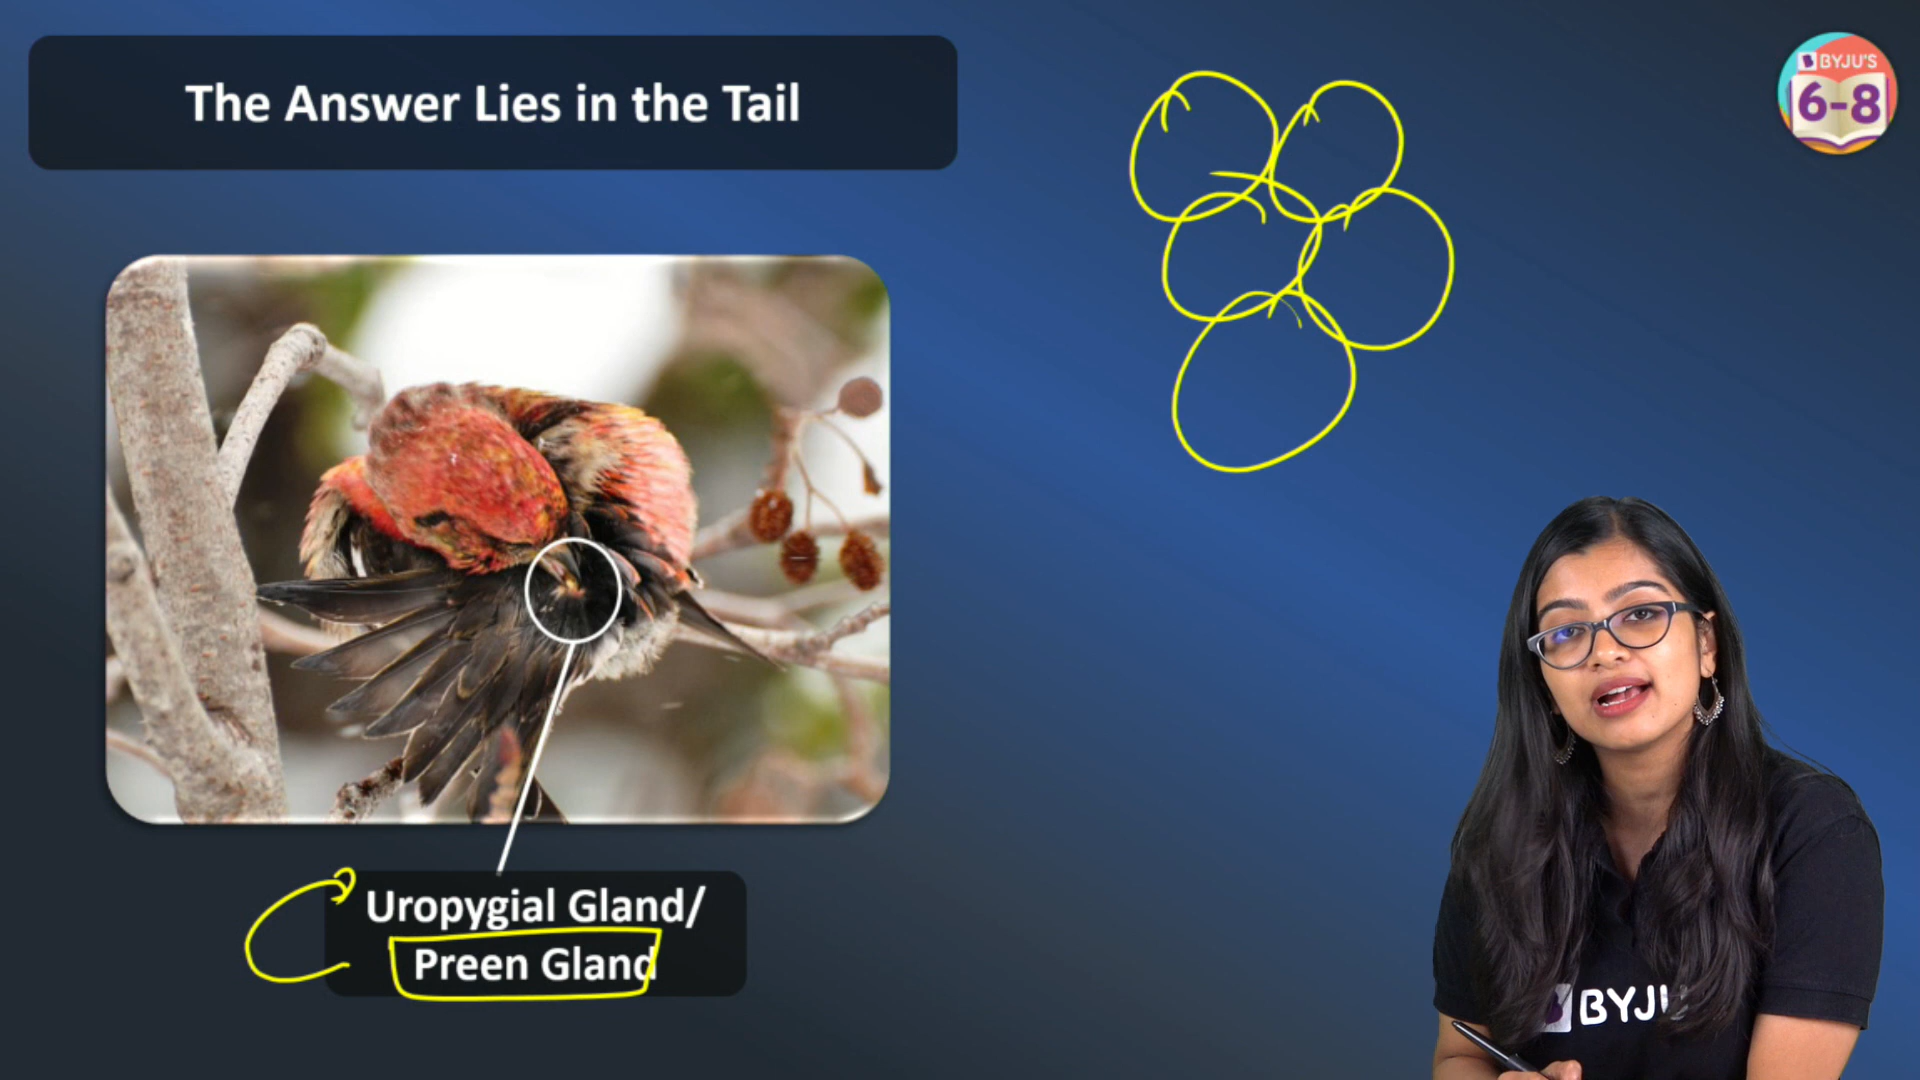 The Answer Lies in the Tail
BYJU'S
6-8
Uropygial Gland/
Preen Gland
BYJU